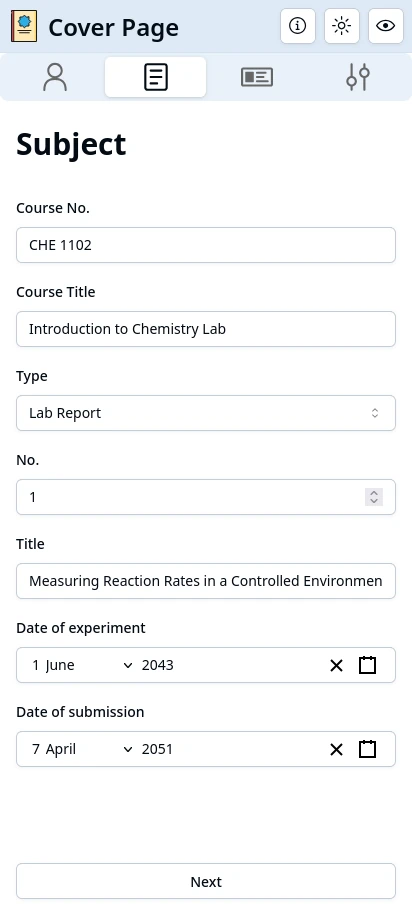 Cover Page
Subject
Course No.
CHE 1102
Course Title
Introduction to Chemistry Lab
Type
Lab Report
No.
1
Title
Measuring Reaction Rates in a Controlled Environmen
Date of experiment
1 June 2043
Date of submission
7 April 2051
Next